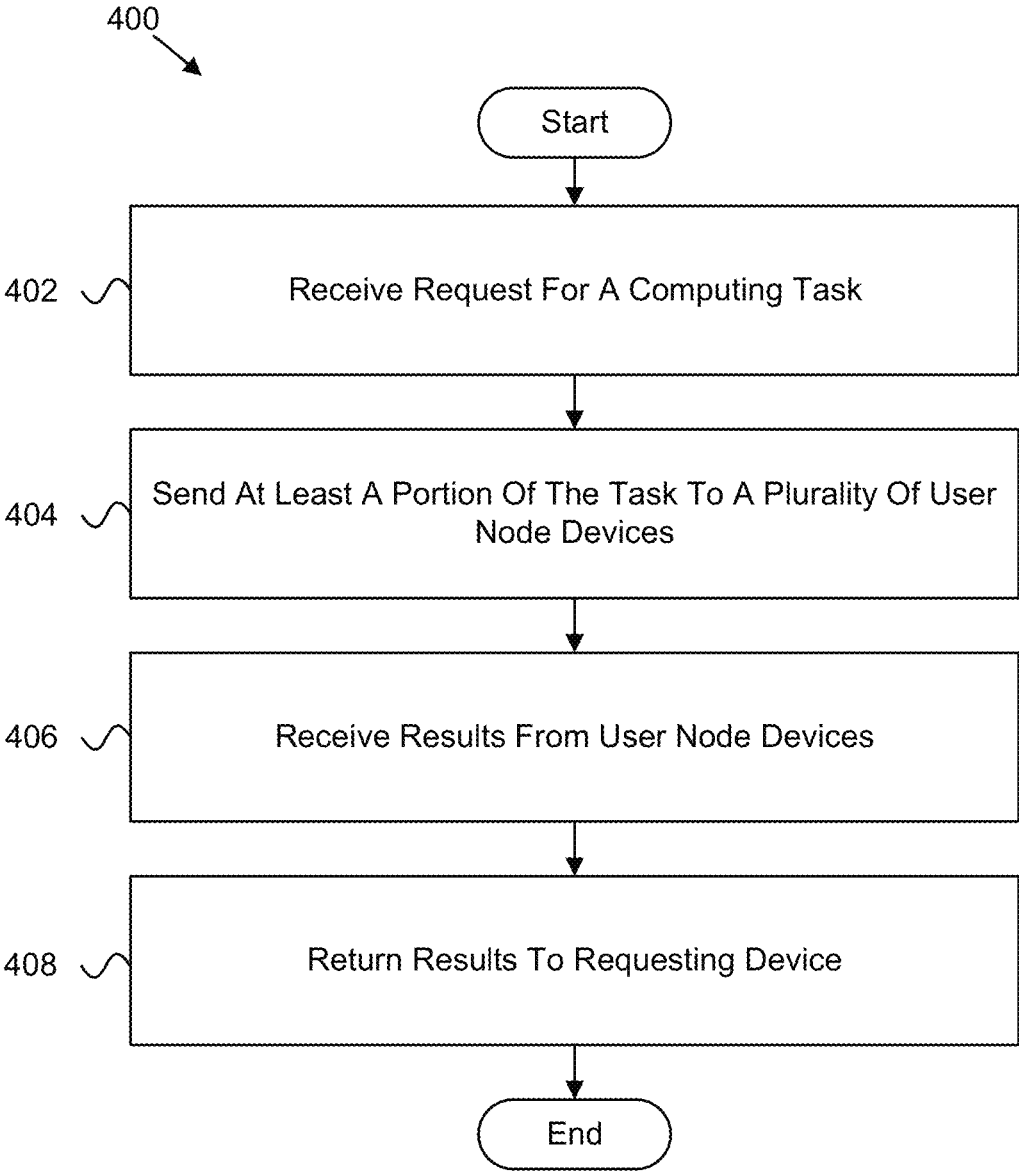 400
Start
402
Receive Request For A Computing Task
404
Send At Least A Portion Of The Task To A Plurality Of User
Node Devices
406
Receive Results From User Node Devices
408
Return Results To Requesting Device
End